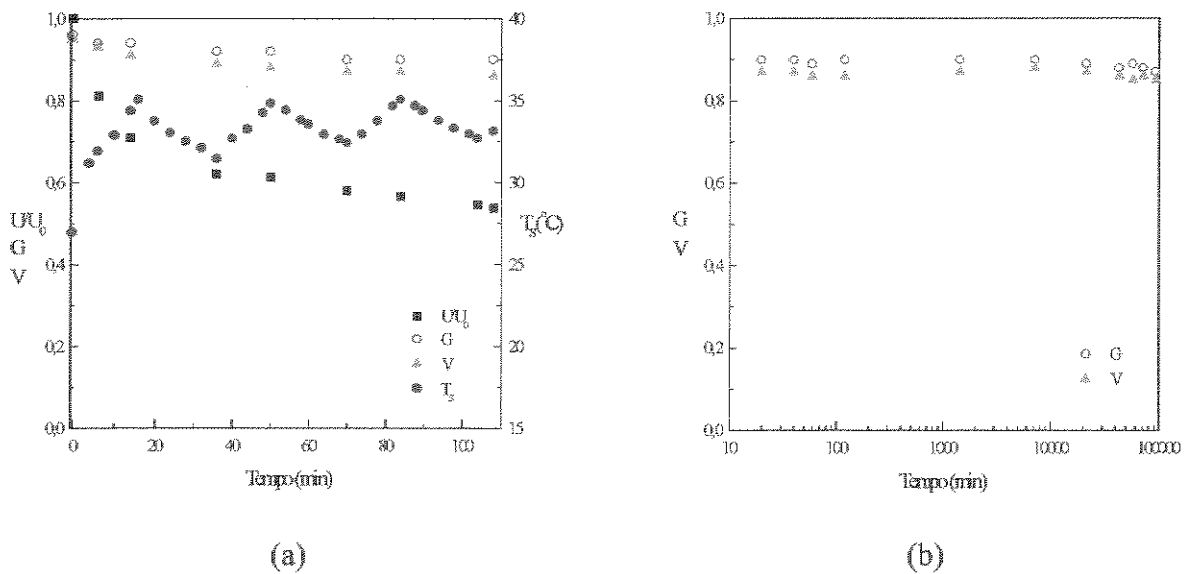 1,0
0,8
0,6
0,4
0,2
0,0
U/U₀
G
V
40
35
30
25
20
15
Tₛ(°C)
U/U₀
G
V
Tₛ
0 20 40 60 80 100
Tempo (min)
(a)
1,0
0,8
0,6
0,4
0,2
0,0
G
V
G
V
10 100 1000 10000 100000
Tempo (min)
(b)